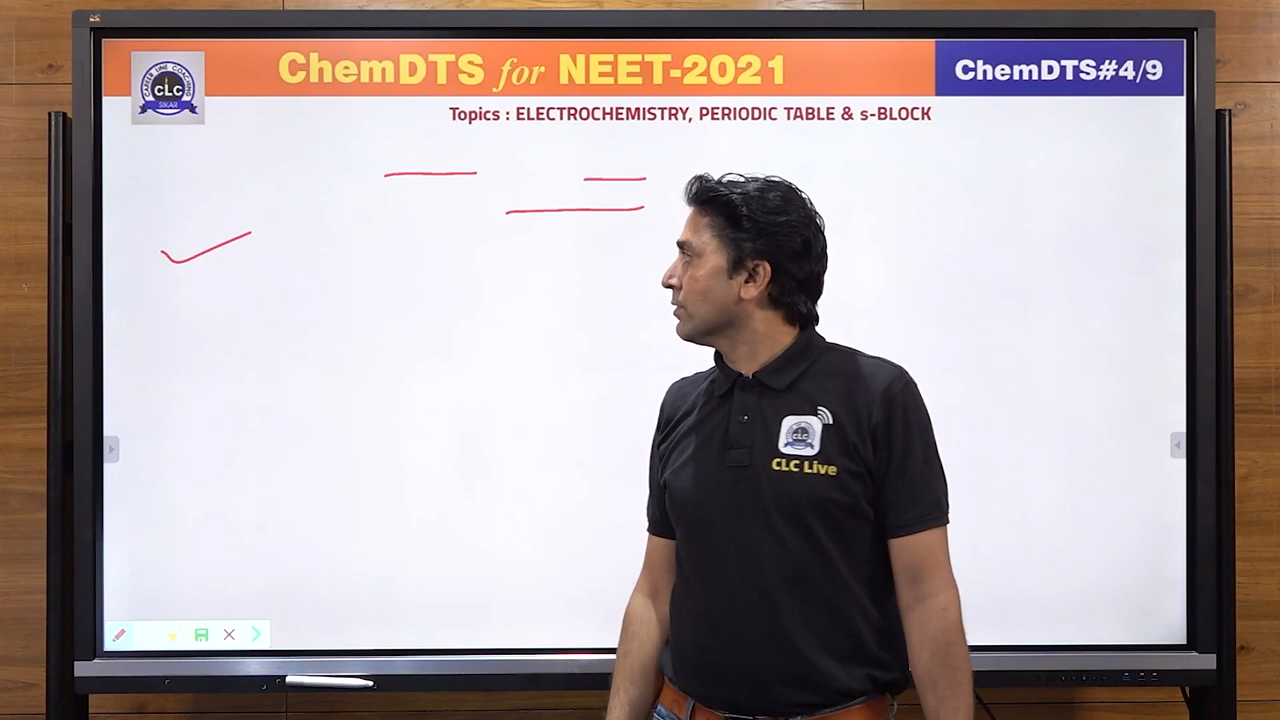 ChemDTS for NEET-2021
ChemDTS#4/9
CAREER LINE COACHING
CLC
SIKAR
Topics : ELECTROCHEMISTRY, PERIODIC TABLE & s-BLOCK
CLC
CLC Live